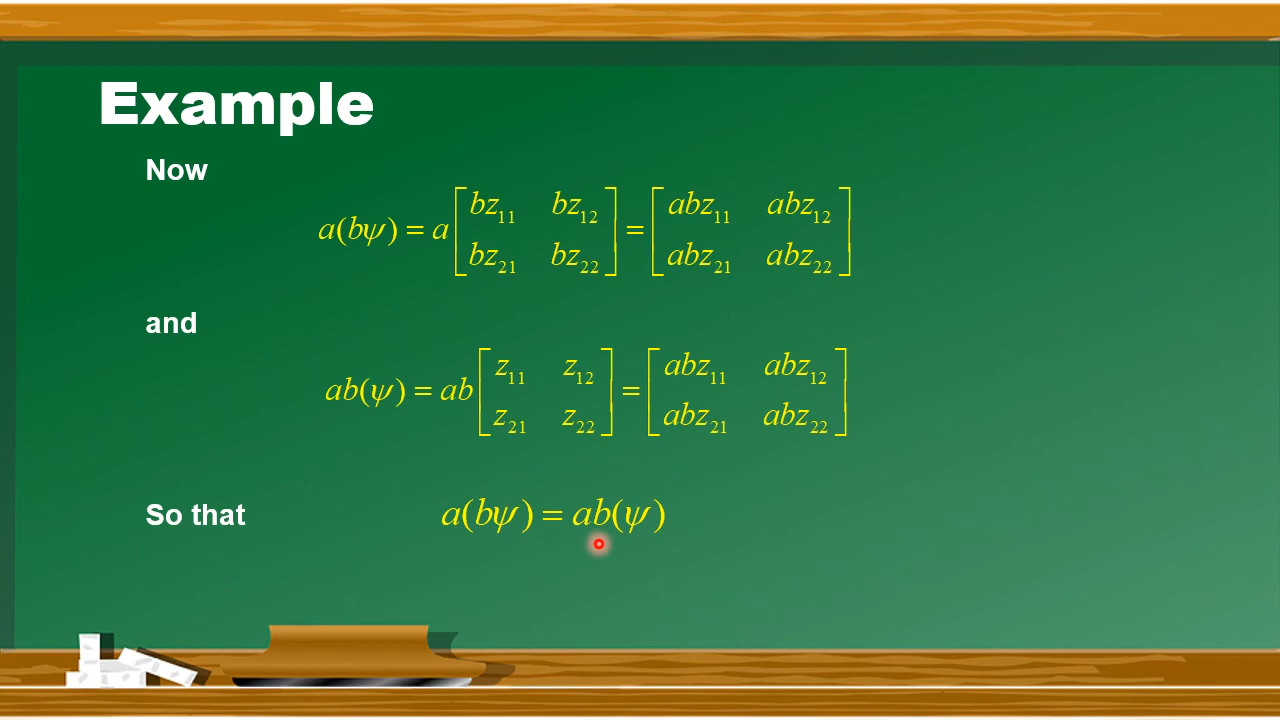 Example
Now
a(bψ) = a [ bz₁₁ bz₁₂ ; bz₂₁ bz₂₂ ] = [ abz₁₁ abz₁₂ ; abz₂₁ abz₂₂ ]
and
ab(ψ) = ab [ z₁₁ z₁₂ ; z₂₁ z₂₂ ] = [ abz₁₁ abz₁₂ ; abz₂₁ abz₂₂ ]
So that a(bψ) = ab(ψ)